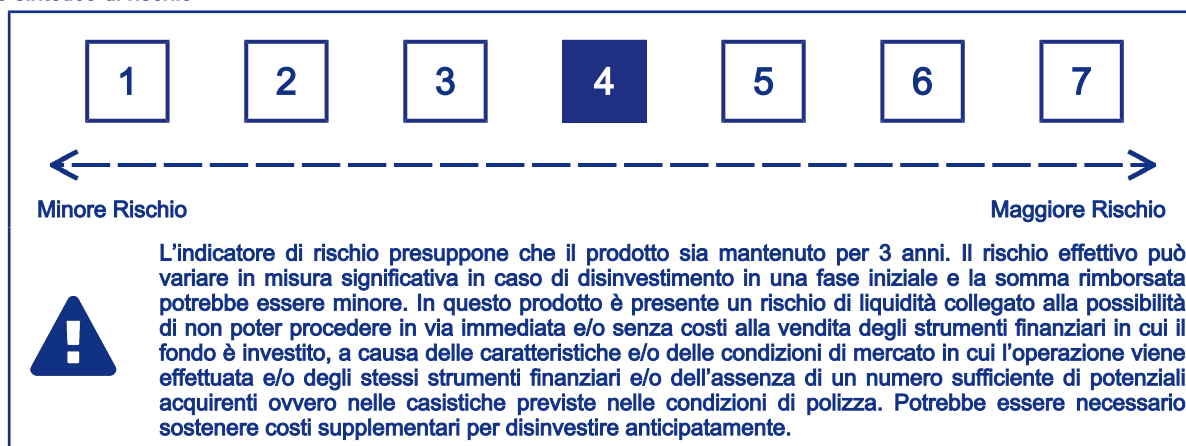 1 2 3 4 5 6 7
Minore Rischio Maggiore Rischio
L'indicatore di rischio presuppone che il prodotto sia mantenuto per 3 anni. Il rischio effettivo può
variare in misura significativa in caso di disinvestimento in una fase iniziale e la somma rimborsata
potrebbe essere minore. In questo prodotto è presente un rischio di liquidità collegato alla possibilità
di non poter procedere in via immediata e/o senza costi alla vendita degli strumenti finanziari in cui il
fondo è investito, a causa delle caratteristiche e/o delle condizioni di mercato in cui l'operazione viene
effettuata e/o degli stessi strumenti finanziari e/o dell'assenza di un numero sufficiente di potenziali
acquirenti ovvero nelle casistiche previste nelle condizioni di polizza. Potrebbe essere necessario
sostenere costi supplementari per disinvestire anticipatamente.